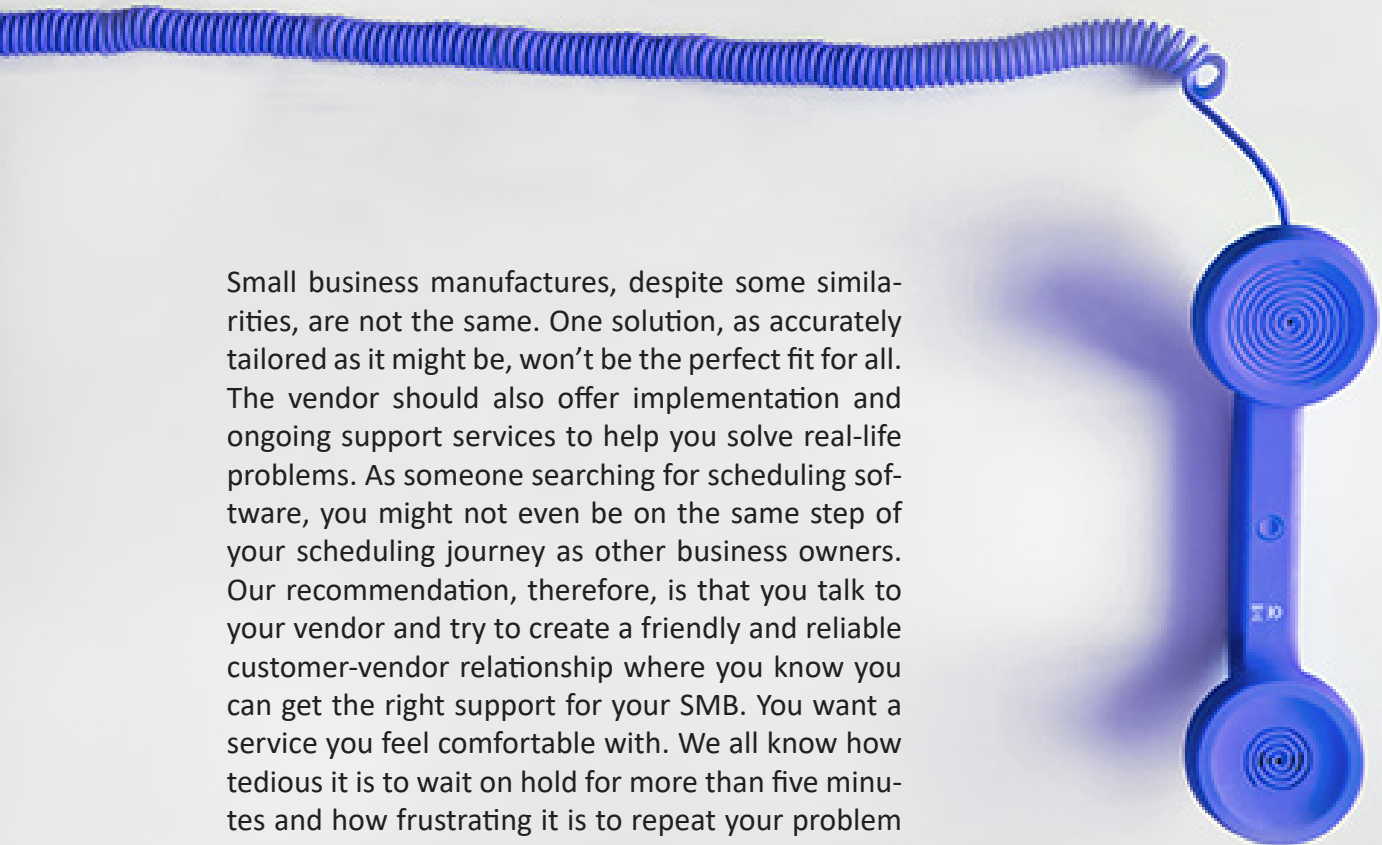 Small business manufactures, despite some simila-
rities, are not the same. One solution, as accurately
tailored as it might be, won’t be the perfect fit for all.
The vendor should also offer implementation and
ongoing support services to help you solve real-life
problems. As someone searching for scheduling sof-
tware, you might not even be on the same step of
your scheduling journey as other business owners.
Our recommendation, therefore, is that you talk to
your vendor and try to create a friendly and reliable
customer-vendor relationship where you know you
can get the right support for your SMB. You want a
service you feel comfortable with. We all know how
tedious it is to wait on hold for more than five minu-
tes and how frustrating it is to repeat your problem